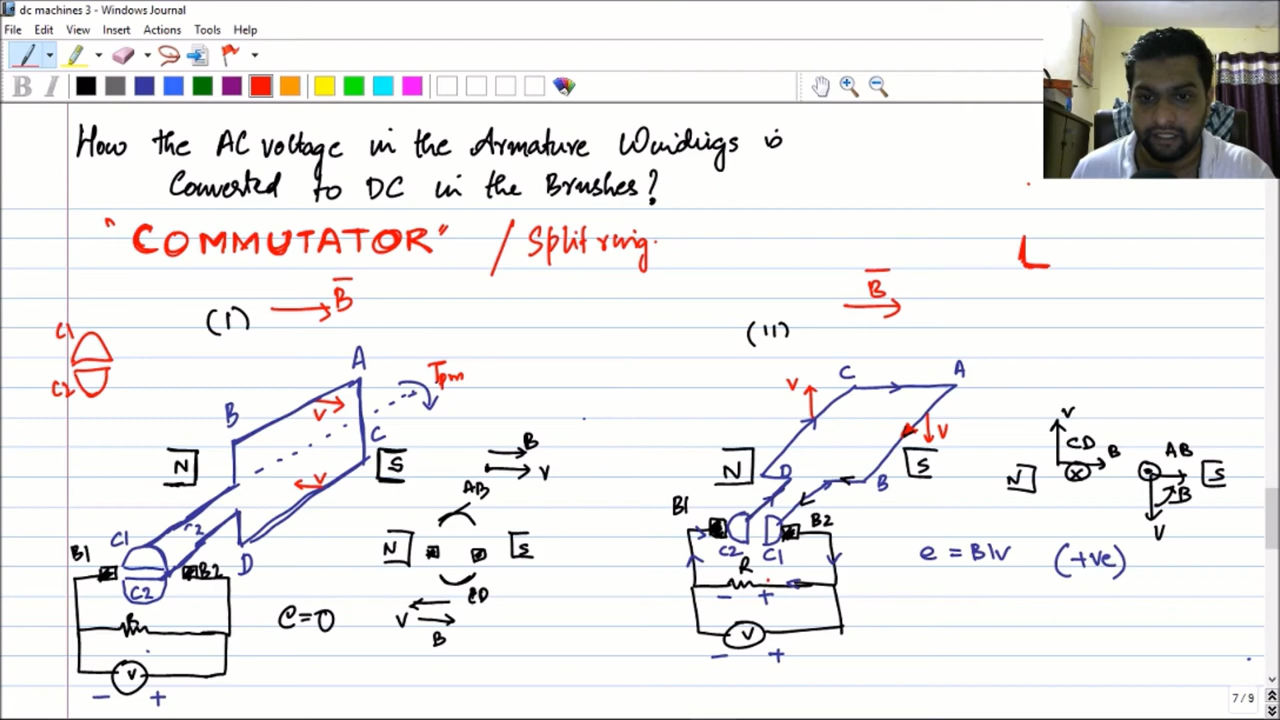 dc machines 3 - Windows Journal
File Edit View Insert Actions Tools Help
B I
How the AC voltage in the Armature Windings is
Converted to DC in the Brushes?
"COMMUTATOR" / Split ring.
L
(I) B
(II) B
C1
C2
A
Tpm
B
V
C
N
S
V
D
C1
C2
B1
B2
R
V
- +
B
V
AB
N
S
CD
V
B
e=0
C
A
V
V
N
D
S
B
B1
B2
C2 C1
R
- +
V
- +
V
CD
B
N
AB
S
B
V
e = Blv (+ve)
7 / 9